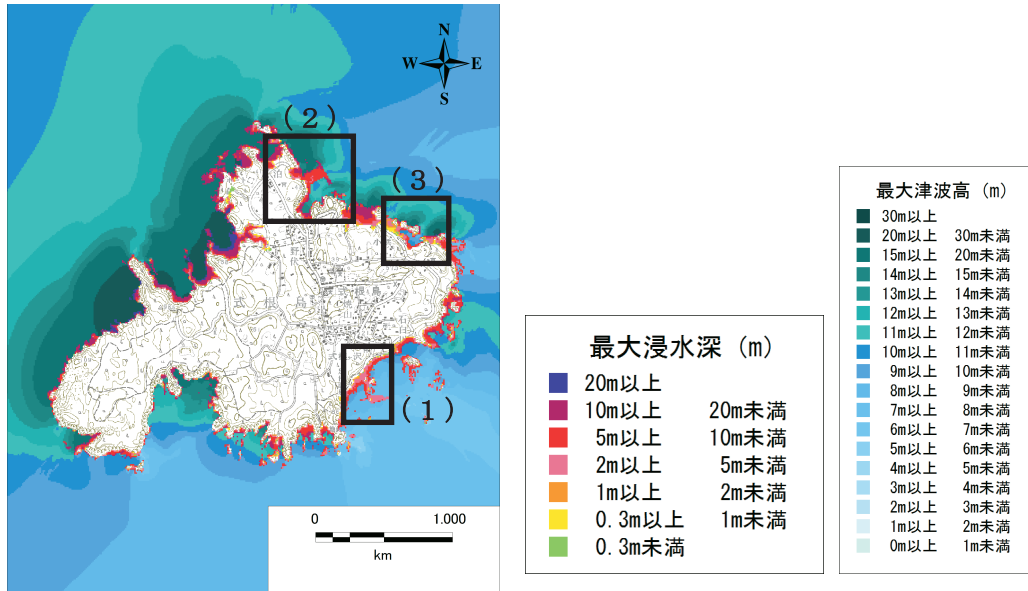 N
W E
S
(2)
(3)
式根島
(1)
0 1.000
km
最大浸水深 (m)
20m以上
10m以上 20m未満
5m以上 10m未満
2m以上 5m未満
1m以上 2m未満
0.3m以上 1m未満
0.3m未満
最大津波高 (m)
30m以上
20m以上 30m未満
15m以上 20m未満
14m以上 15m未満
13m以上 14m未満
12m以上 13m未満
11m以上 12m未満
10m以上 11m未満
9m以上 10m未満
8m以上 9m未満
7m以上 8m未満
6m以上 7m未満
5m以上 6m未満
4m以上 5m未満
3m以上 4m未満
2m以上 3m未満
1m以上 2m未満
0m以上 1m未満